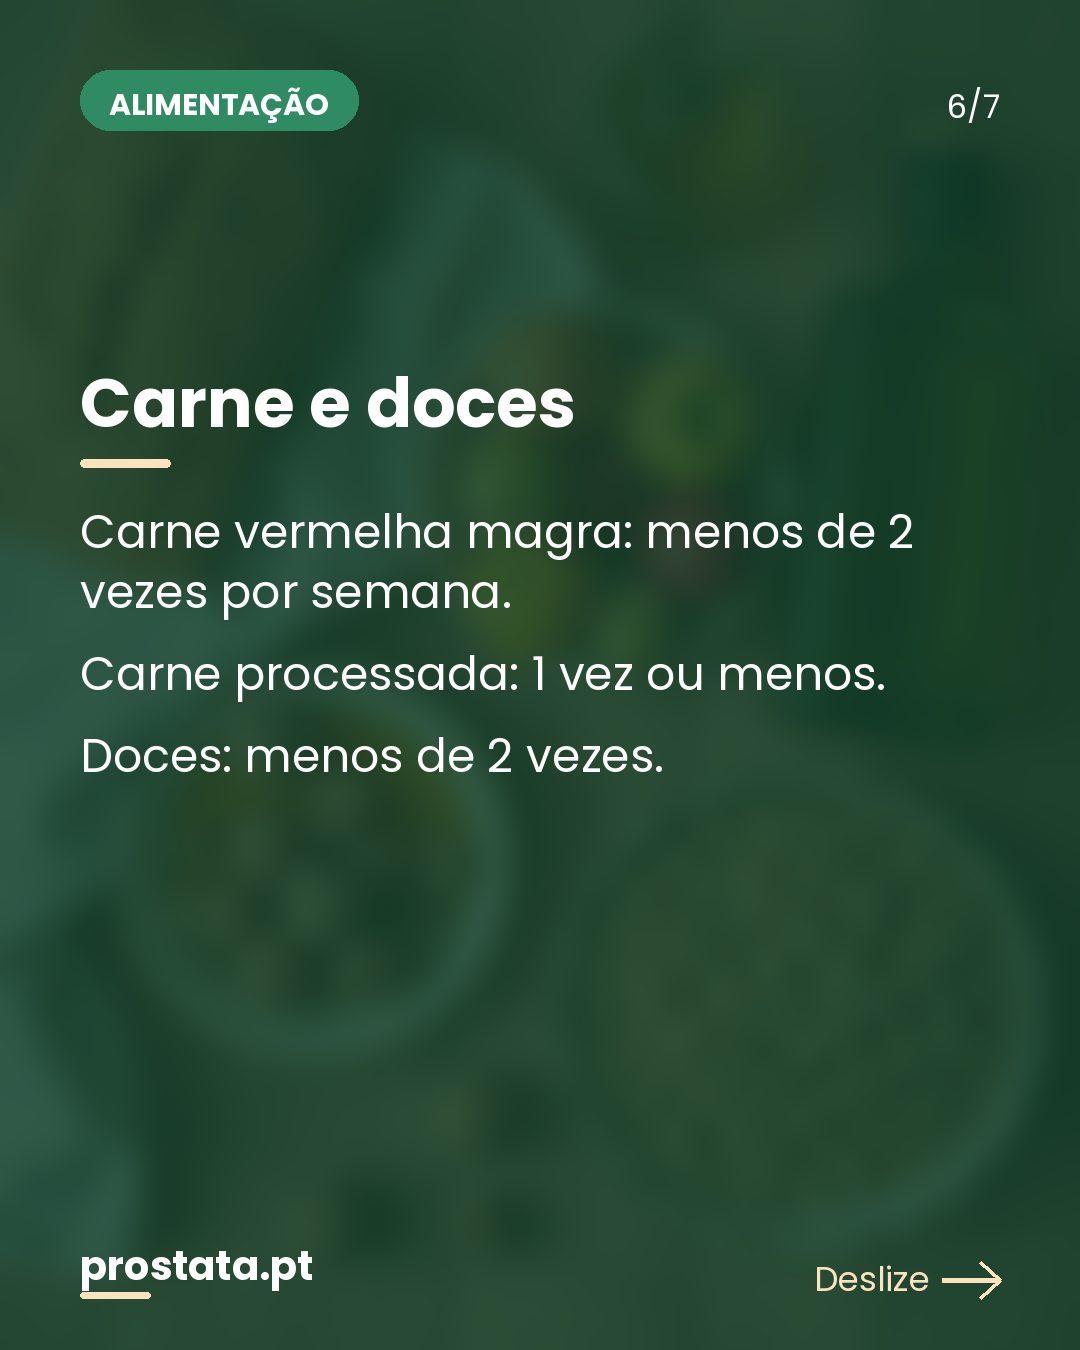 ALIMENTAÇÃO
6/7
Carne e doces
Carne vermelha magra: menos de 2
vezes por semana.
Carne processada: 1 vez ou menos.
Doces: menos de 2 vezes.
prostata.pt
Deslize